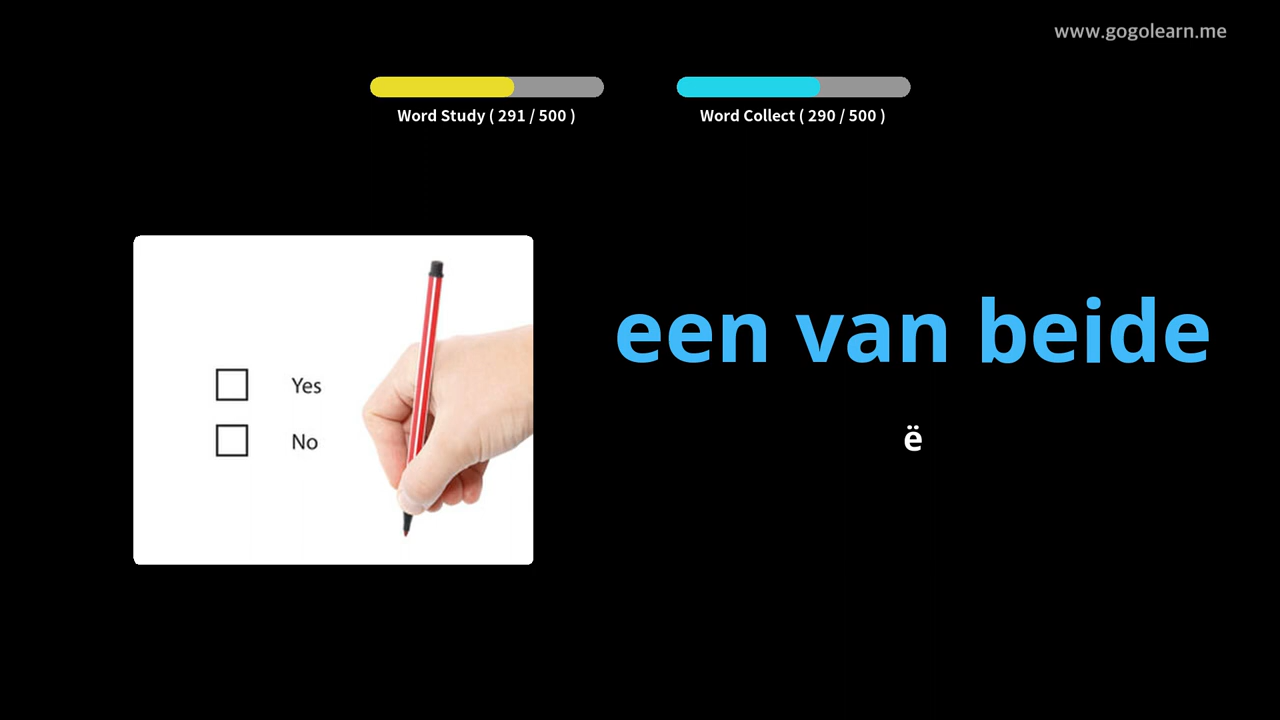 www.gogolearn.me
Word Study ( 291 / 500 )
Word Collect ( 290 / 500 )
een van beide
ë
Yes
No